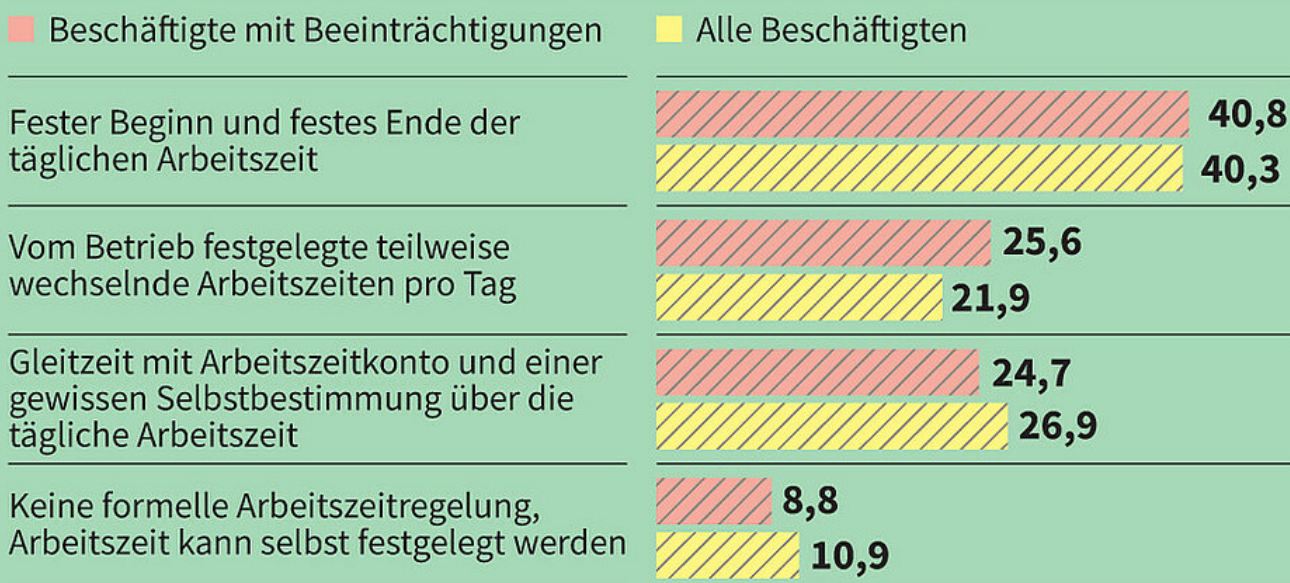 Beschäftigte mit Beeinträchtigungen
Alle Beschäftigten
Fester Beginn und festes Ende der
täglichen Arbeitszeit
40,8
40,3
Vom Betrieb festgelegte teilweise
wechselnde Arbeitszeiten pro Tag
25,6
21,9
Gleitzeit mit Arbeitszeitkonto und einer
gewissen Selbstbestimmung über die
tägliche Arbeitszeit
24,7
26,9
Keine formelle Arbeitszeitregelung,
Arbeitszeit kann selbst festgelegt werden
8,8
10,9